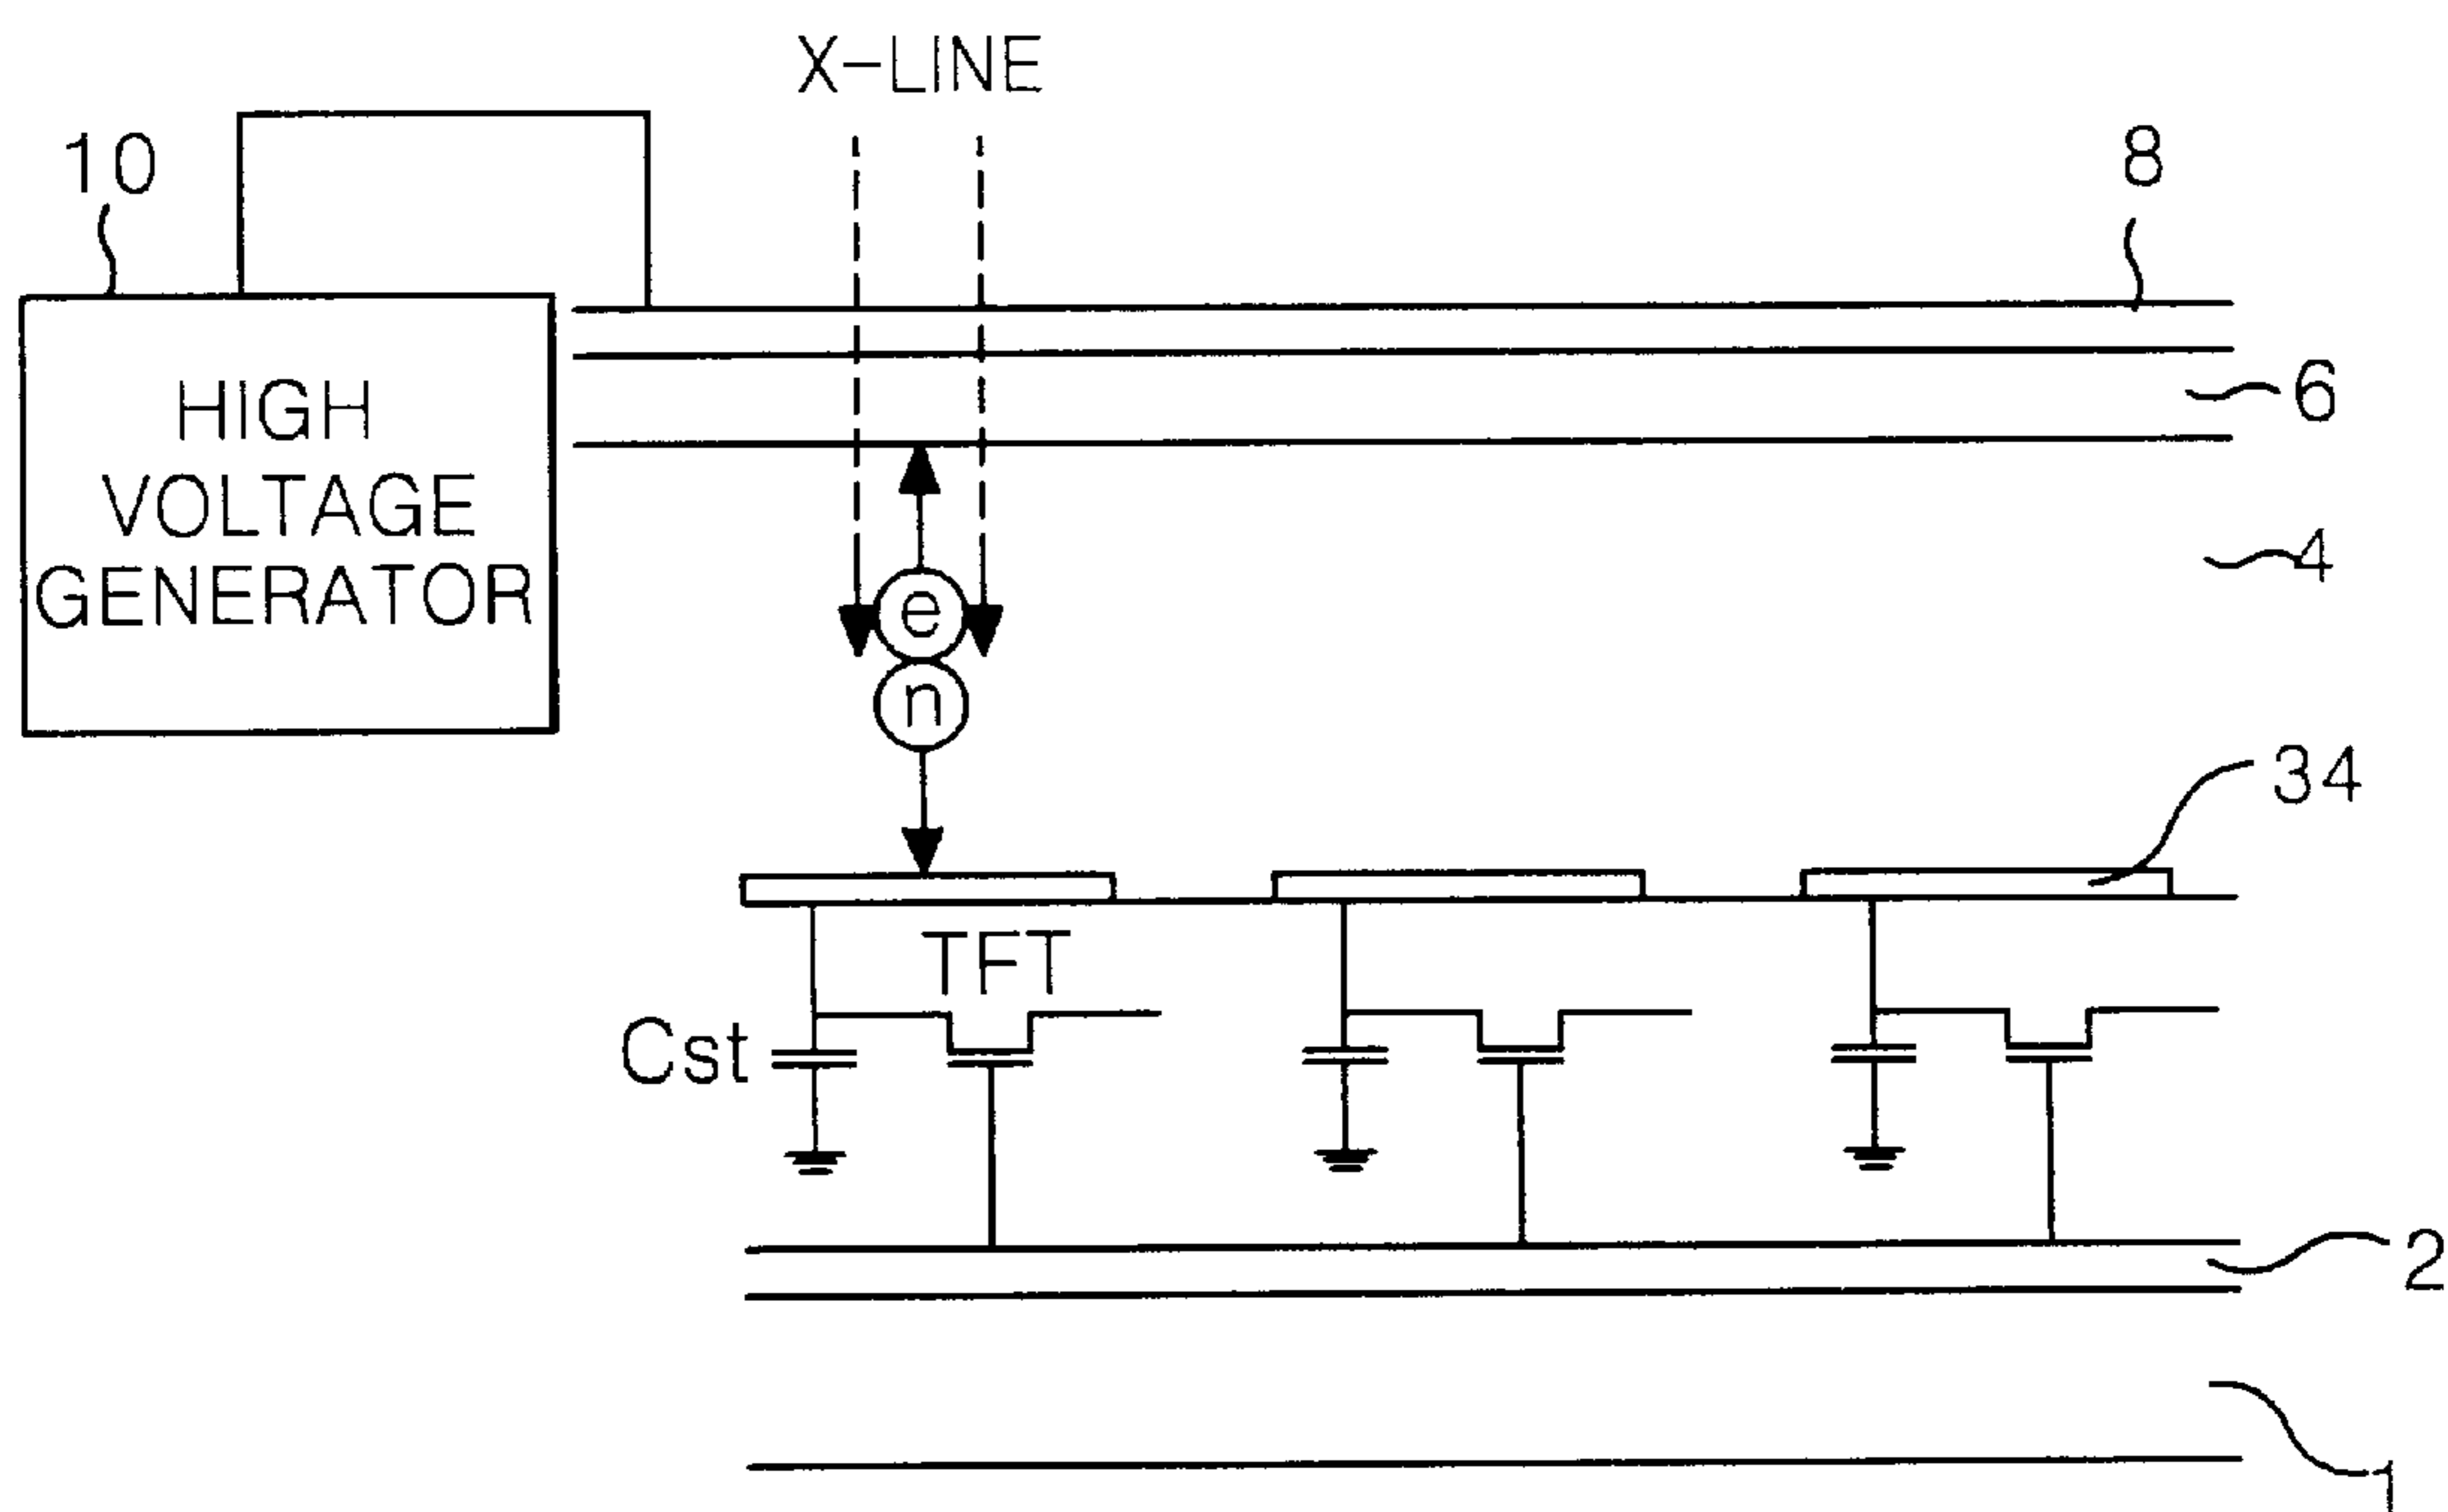 X-LINE
10
8
HIGH
VOLTAGE
GENERATOR
6
4
e
n
34
TFT
Cst
2
1